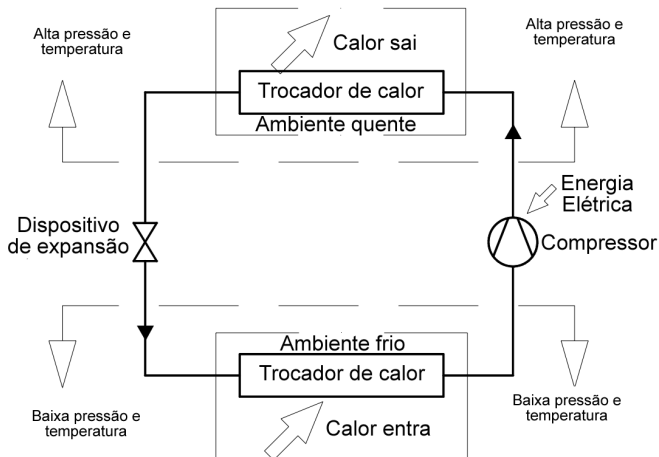 Alta pressão e
temperatura
Calor sai
Alta pressão e
temperatura
Trocador de calor
Ambiente quente
Energia
Elétrica
Dispositivo
de expansão
Compressor
Ambiente frio
Trocador de calor
Baixa pressão e
temperatura
Calor entra
Baixa pressão e
temperatura